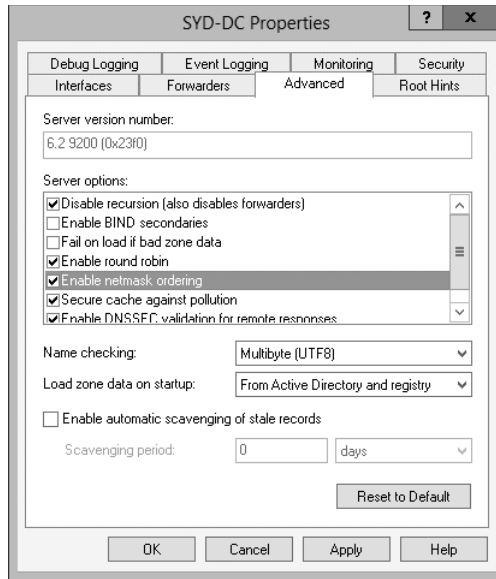 SYD-DC Properties
? x
Debug Logging Event Logging Monitoring Security
Interfaces Forwarders Advanced Root Hints
Server version number:
6.2 9200 (0x23f0)
Server options:
Disable recursion (also disables forwarders)
Enable BIND secondaries
Fail on load if bad zone data
Enable round robin
Enable netmask ordering
Secure cache against pollution
Enable DNSSEC validation for remote responses
Name checking: Multibyte (UTF8)
Load zone data on startup: From Active Directory and registry
Enable automatic scavenging of stale records
Scavenging period: 0 days
Reset to Default
OK Cancel Apply Help